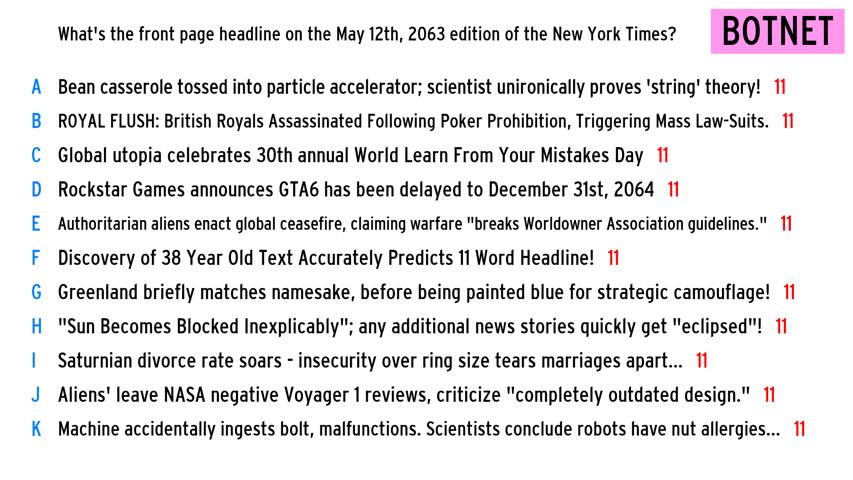 What's the front page headline on the May 12th, 2063 edition of the New York Times?
BOTNET
A Bean casserole tossed into particle accelerator; scientist unironically proves 'string' theory! 11
B ROYAL FLUSH: British Royals Assassinated Following Poker Prohibition, Triggering Mass Law-Suits. 11
C Global utopia celebrates 30th annual World Learn From Your Mistakes Day 11
D Rockstar Games announces GTA6 has been delayed to December 31st, 2064 11
E Authoritarian aliens enact global ceasefire, claiming warfare "breaks Worldowner Association guidelines." 11
F Discovery of 38 Year Old Text Accurately Predicts 11 Word Headline! 11
G Greenland briefly matches namesake, before being painted blue for strategic camouflage! 11
H "Sun Becomes Blocked Inexplicably"; any additional news stories quickly get "eclipsed"! 11
I Saturnian divorce rate soars - insecurity over ring size tears marriages apart... 11
J Aliens' leave NASA negative Voyager 1 reviews, criticize "completely outdated design." 11
K Machine accidentally ingests bolt, malfunctions. Scientists conclude robots have nut allergies... 11